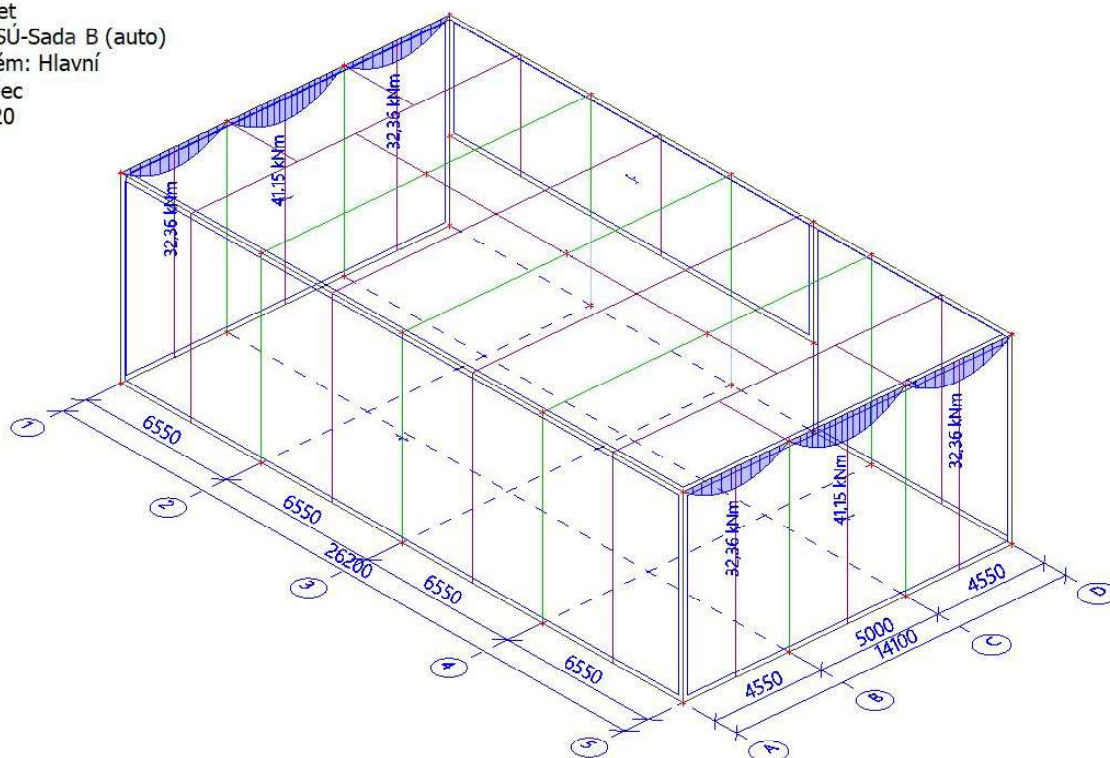 et
SÚ-Sada B (auto)
ém: Hlavní
ec
20
32,36 kNm
41,15 kNm
32,36 kNm
32,36 kNm
41,15 kNm
32,36 kNm
1
6550
2
6550
26200
3
6550
4
6550
5
4550
5000
14100
4550
A
B
C
D